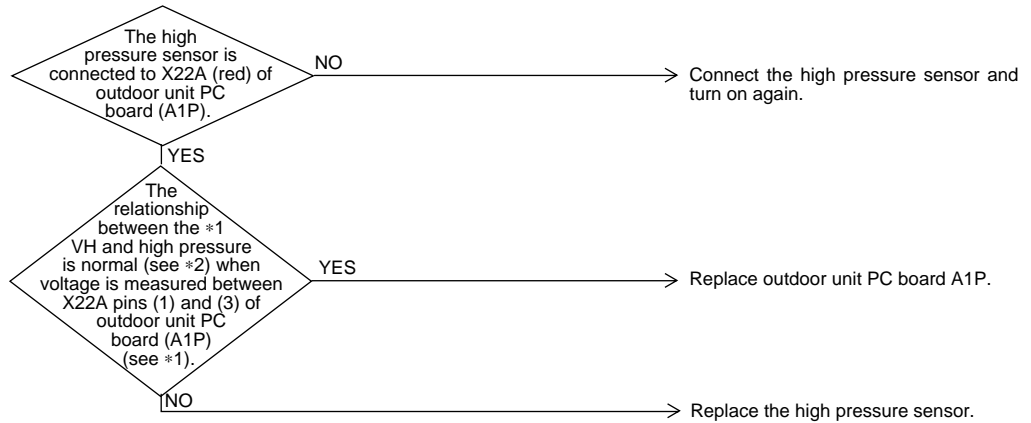 The high
pressure sensor is
connected to X22A (red) of
outdoor unit PC
board (A1P).
NO
Connect the high pressure sensor and
turn on again.
YES
The
relationship
between the *1
VH and high pressure
is normal (see *2) when
voltage is measured between
X22A pins (1) and (3) of
outdoor unit PC
board (A1P)
(see *1).
YES
Replace outdoor unit PC board A1P.
NO
Replace the high pressure sensor.